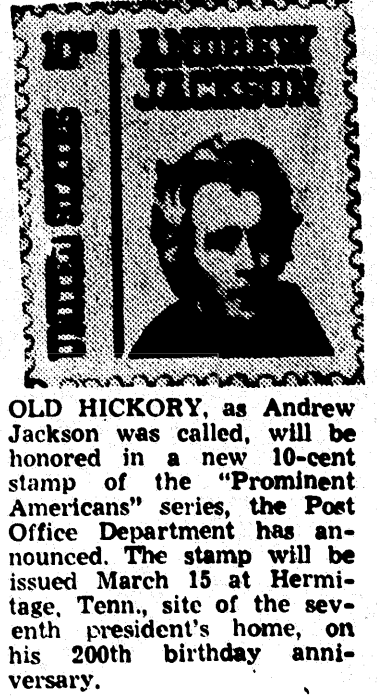 10¢
ANDREW
JACKSON
UNITED STATES
OLD HICKORY, as Andrew
Jackson was called, will be
honored in a new 10-cent
stamp of the "Prominent
Americans" series, the Post
Office Department has an-
nounced. The stamp will be
issued March 15 at Hermi-
tage, Tenn., site of the sev-
enth president's home, on
his 200th birthday anni-
versary.